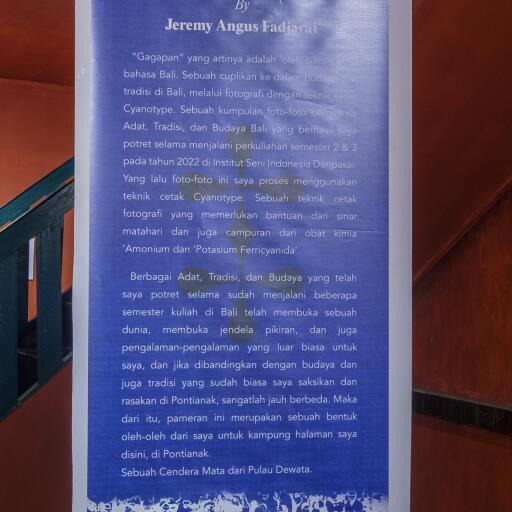 By
Jeremy Angus Fadjarai
"Gagapan" yang artinya adalah 'oleh oleh'
bahasa Bali. Sebuah cuplikan ke dalam budaya
tradisi di Bali, melalui fotografi dengan teknik cetak
Cyanotype. Sebuah kumpulan foto-foto bernuansa
Adat, Tradisi, dan Budaya Bali yang berhasil saya
potret selama menjalani perkuliahan semester 2 & 3
pada tahun 2022 di Institut Seni Indonesia Denpasar.
Yang lalu foto-foto ini saya proses menggunakan
teknik cetak Cyanotype. Sebuah teknik cetak
fotografi yang memerlukan bantuan dari sinar
matahari dan juga campuran dari obat kimia
'Amonium dan 'Potasium Ferricyanida'.
Berbagai Adat, Tradisi, dan Budaya yang telah
saya potret selama sudah menjalani beberapa
semester kuliah di Bali telah membuka sebuah
dunia, membuka jendela pikiran, dan juga
pengalaman-pengalaman yang luar biasa untuk
saya, dan jika dibandingkan dengan budaya dan
juga tradisi yang sudah biasa saya saksikan dan
rasakan di Pontianak, sangatlah jauh berbeda. Maka
dari itu, pameran ini merupakan sebuah bentuk
oleh-oleh dari saya untuk kampung halaman saya
disini, di Pontianak.
Sebuah Cendera Mata dari Pulau Dewata.